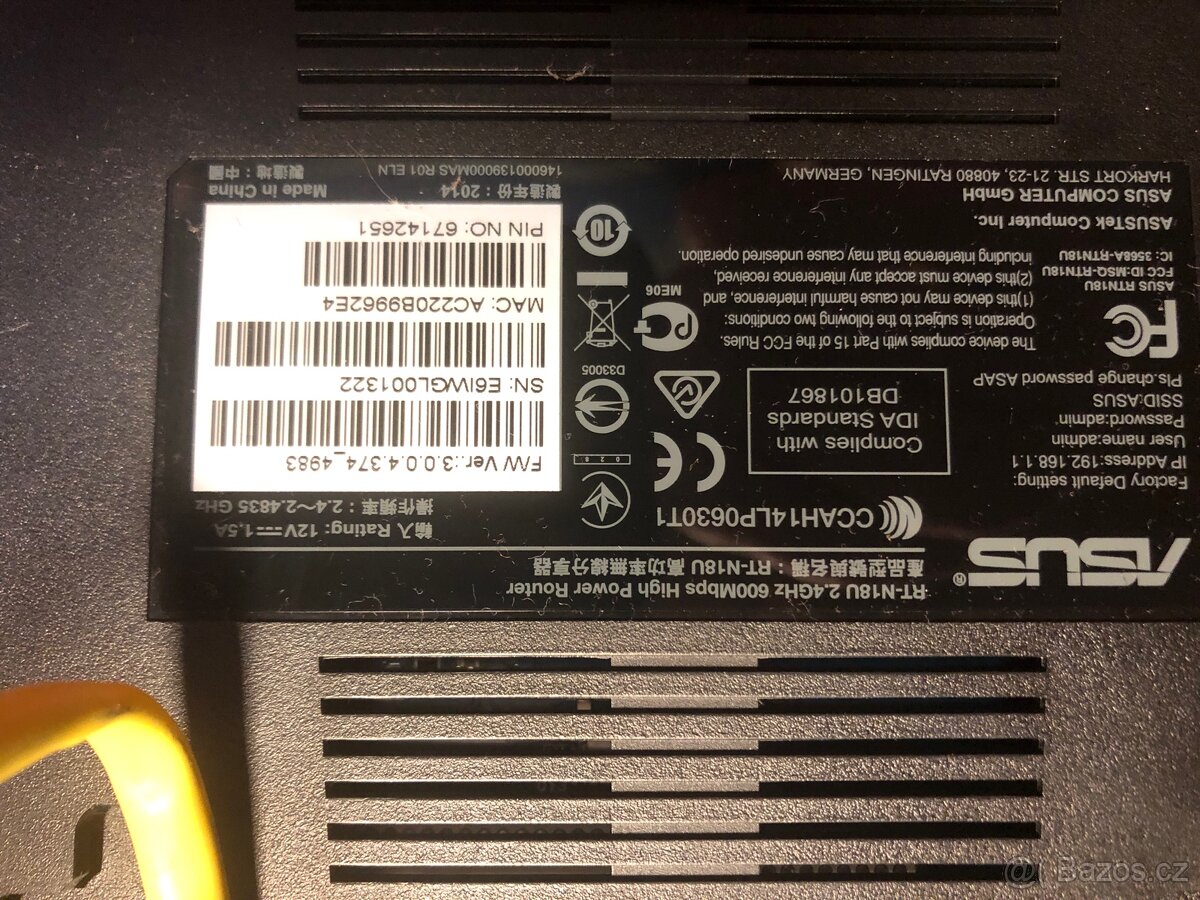 ASUS®
RT-N18U 2.4GHz 600Mbps High Power Router
產品型號與名稱：RT-N18U 高功率無線分享器
Factory Default setting:
IP Address:192.168.1.1
User name:admin
Password:admin
SSID:ASUS
Pls.change password ASAP
CCAH14LP0630T1
Complies with
IDA Standards
DB101867
CE
N
028
D33005
FC
ASUS RTN18U
FCC ID:MSQ-RTN18U
IC: 3568A-RTN18U
The device complies with Part 15 of the FCC Rules.
Operation is subject to the following two conditions:
(1)this device may not cause harmful interference, and
(2)this device must accept any interference received,
including interference that may cause undesired operation.
ME06
10
ASUSTek Computer Inc.
ASUS COMPUTER GmbH
HARKORT STR. 21-23, 40880 RATINGEN, GERMANY
輸入 Rating: 12V⎓1.5A
操作頻率：2.4～2.4835 GHz
F/W Ver.:3.0.0.4.374_4983
SN: E6IWGL001322
MAC: AC220B9962E4
PIN NO: 67142651
製造年份：2014
Made in China
146000139000MAS R01 ELN
製造地：中國
@ Bazoš.cz